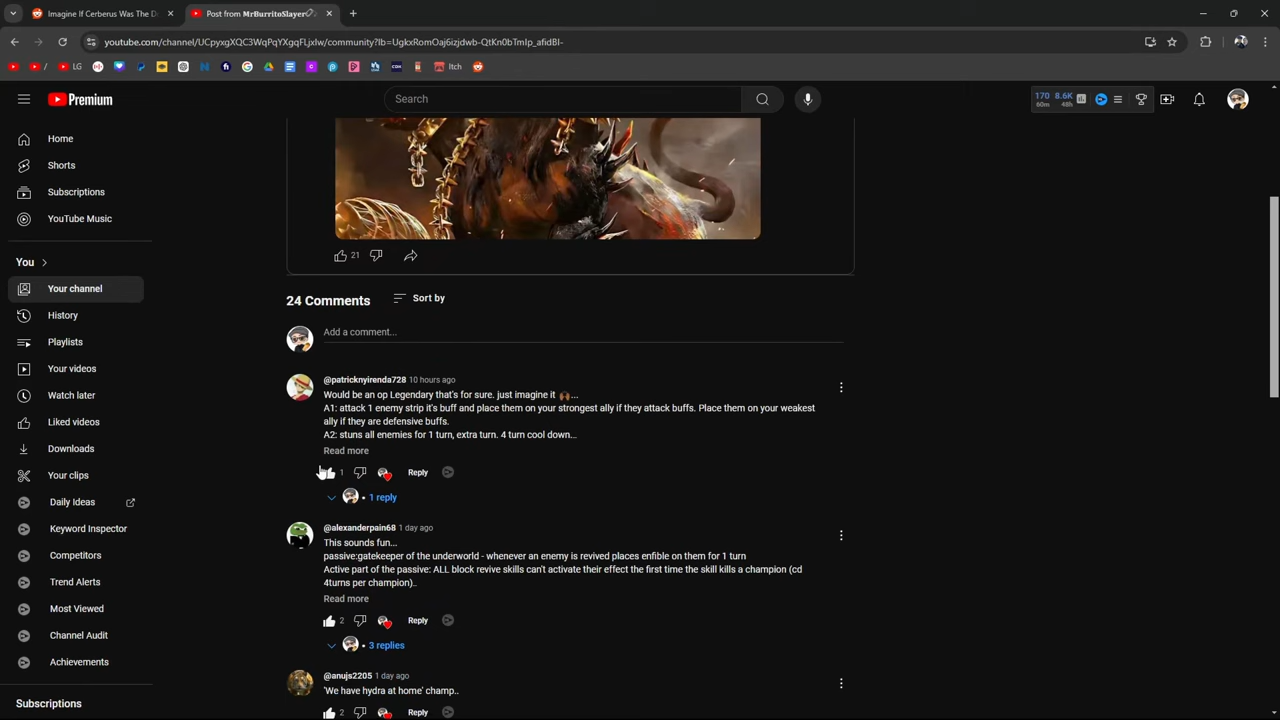 Imagine If Cerberus Was The D
Post from MrBurritoSlayer
youtube.com/channel/UCpyxgXQC3WqPqYXgqFLjxIw/community?lb=UgkxRomOaj6izjdwb-QtKn0bTmIp_afidBI-
/
LG
Itch
Premium
Search
170 8.6K
60m 48h
Home
Shorts
Subscriptions
YouTube Music
You
Your channel
History
Playlists
Your videos
Watch later
Liked videos
Downloads
Your clips
Daily Ideas
Keyword Inspector
Competitors
Trend Alerts
Most Viewed
Channel Audit
Achievements
Subscriptions
21
24 Comments Sort by
Add a comment...
@patricknyirenda728 10 hours ago
Would be an op Legendary that's for sure. just imagine it 🙌🏾...
A1: attack 1 enemy strip it's buff and place them on your strongest ally if they attack buffs. Place them on your weakest
ally if they are defensive buffs.
A2: stuns all enemies for 1 turn, extra turn. 4 turn cool down...
Read more
1 Reply
• 1 reply
@alexanderpain68 1 day ago
This sounds fun...
passive:gatekeeper of the underworld - whenever an enemy is revived places enfible on them for 1 turn
Active part of the passive: ALL block revive skills can't activate their effect the first time the skill kills a champion (cd
4turns per champion)..
Read more
2 Reply
• 3 replies
@anujs2205 1 day ago
'We have hydra at home' champ..
2 Reply